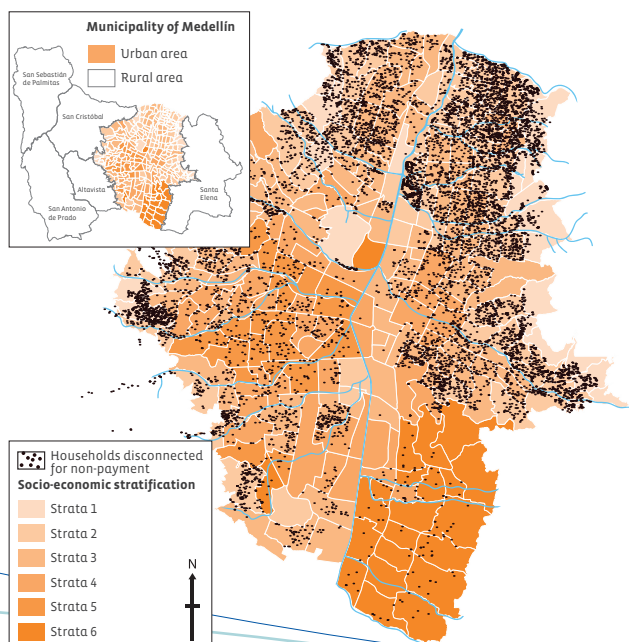 Municipality of Medellín
Urban area
Rural area
San Sebastián
de Palmitas
San Cristóbal
Altavista
San Antonio
de Prado
Santa
Elena
Households disconnected
for non-payment
Socio-economic stratification
Strata 1
Strata 2
Strata 3
Strata 4
Strata 5
Strata 6
N